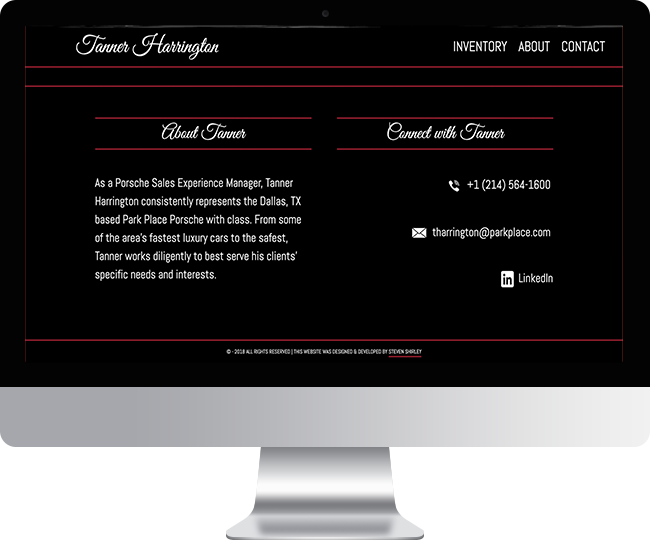 Tanner Harrington
INVENTORY ABOUT CONTACT
About Tanner
As a Porsche Sales Experience Manager, Tanner
Harrington consistently represents the Dallas, TX
based Park Place Porsche with class. From some
of the area's fastest luxury cars to the safest,
Tanner works diligently to best serve his clients'
specific needs and interests.
Connect with Tanner
+1 (214) 564-1600
tharrington@parkplace.com
in LinkedIn
© - 2018 ALL RIGHTS RESERVED | THIS WEBSITE WAS DESIGNED & DEVELOPED BY STEVEN SHIRLEY